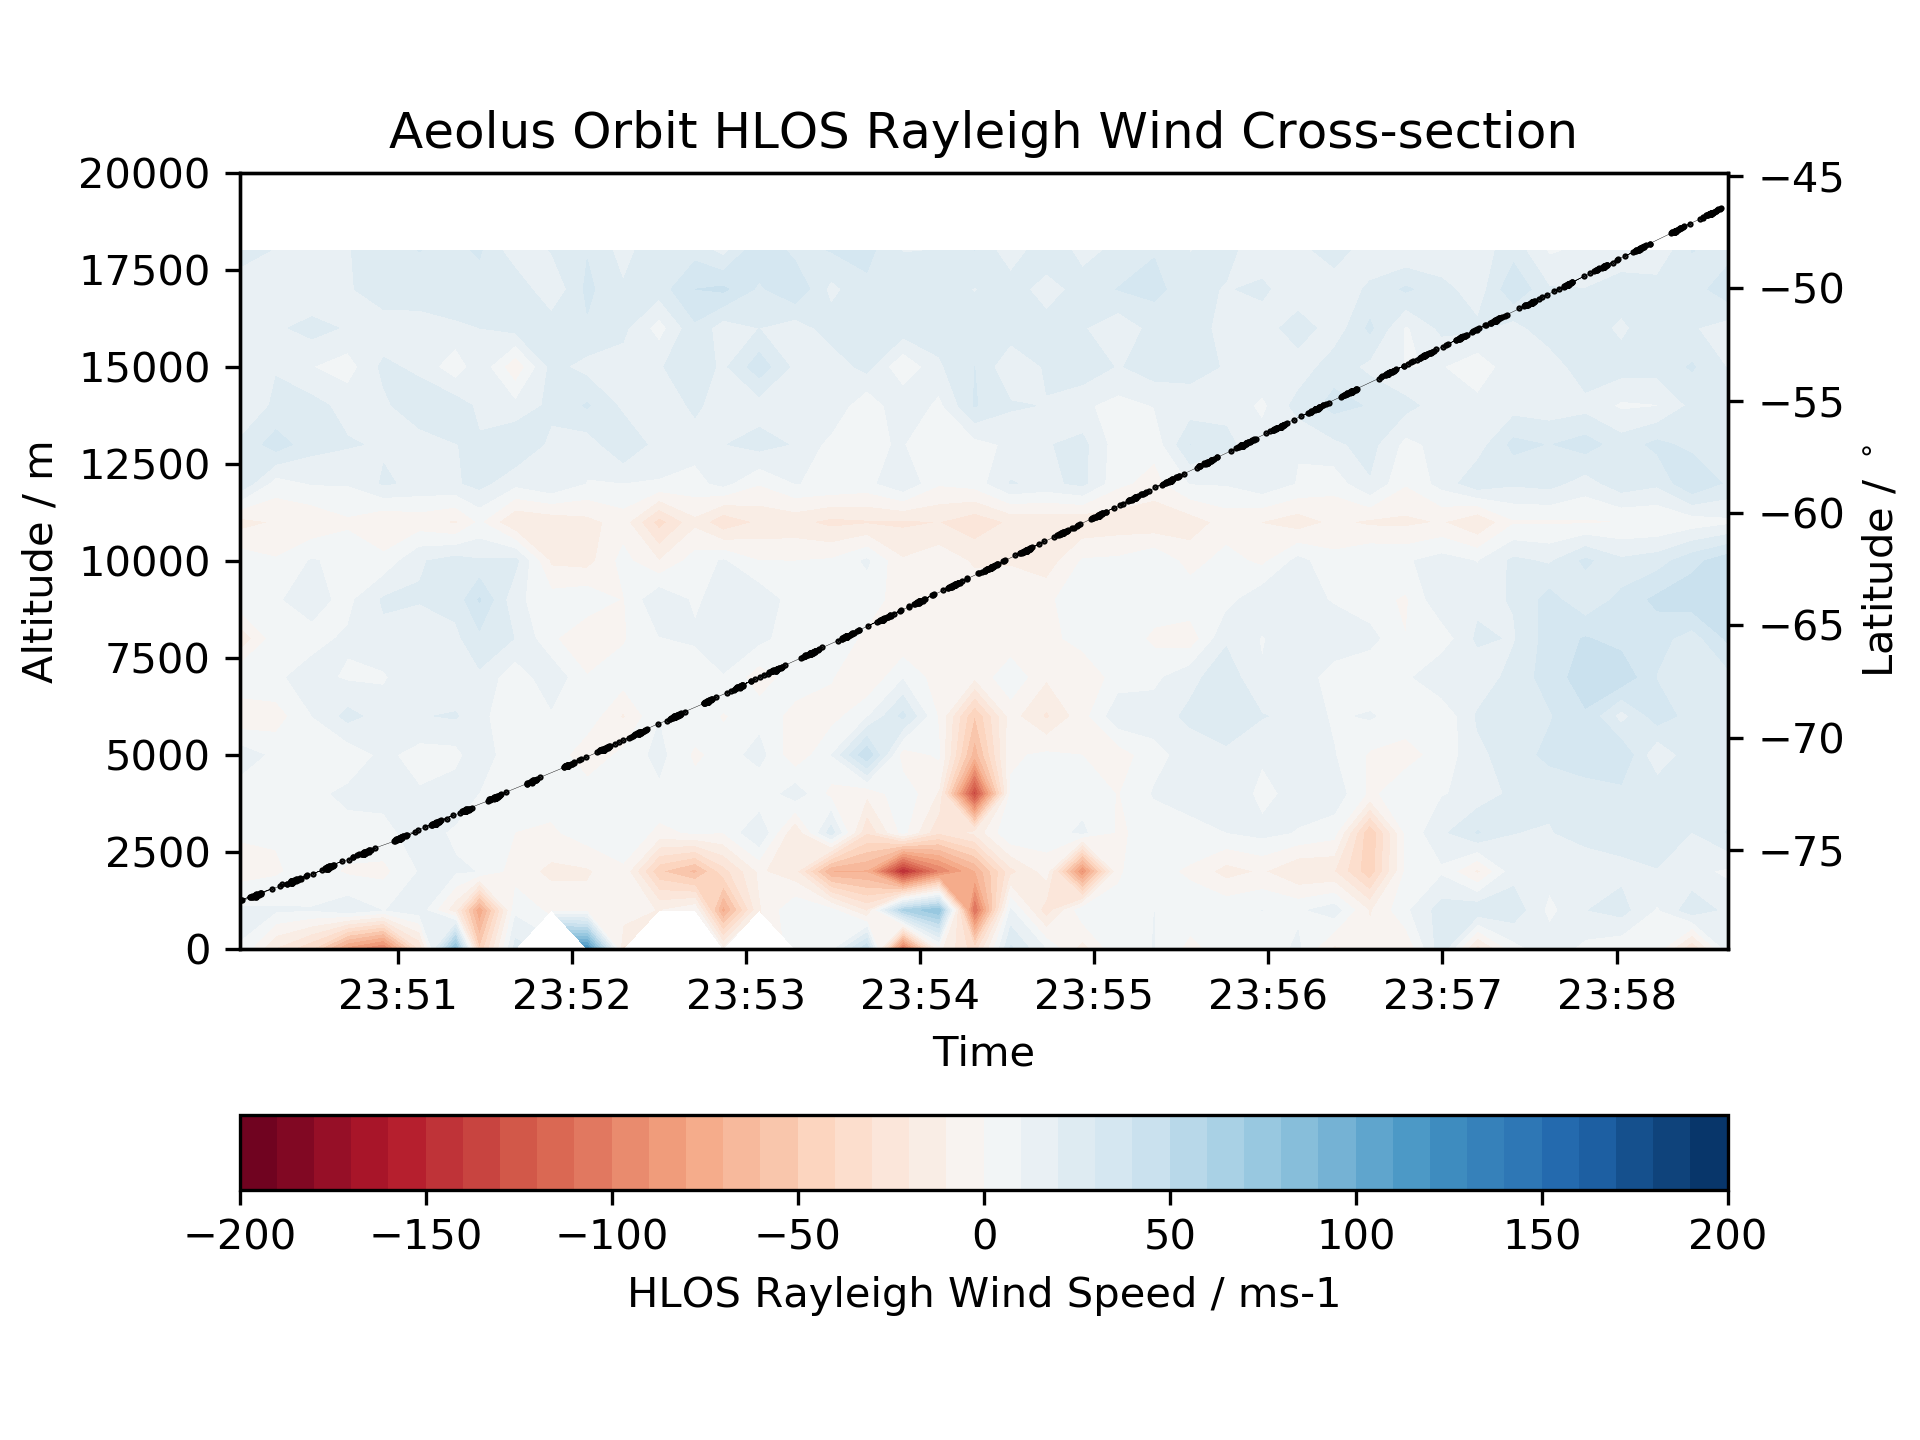 Aeolus Orbit HLOS Rayleigh Wind Cross-section
20000
17500
15000
12500
10000
7500
5000
2500
0
Altitude / m
−45
−50
−55
−60
−65
−70
−75
Latitude / °
23:51 23:52 23:53 23:54 23:55 23:56 23:57 23:58
Time
−200 −150 −100 −50 0 50 100 150 200
HLOS Rayleigh Wind Speed / ms-1